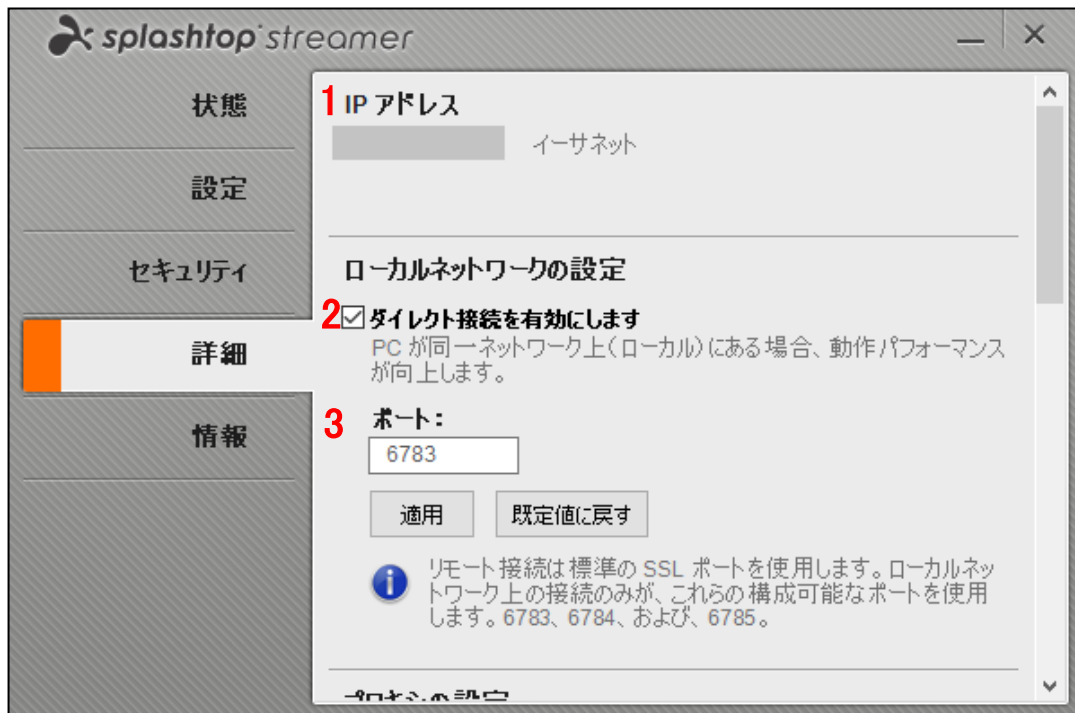 splashtop streamer
状態
設定
セキュリティ
詳細
情報
1 IP アドレス
イーサネット
ローカルネットワークの設定
2 ダイレクト接続を有効にします
PC が同一ネットワーク上(ローカル)にある場合、動作パフォーマンス
が向上します。
3 ポート:
6783
適用 既定値に戻す
リモート接続は標準の SSL ポートを使用します。ローカルネッ
トワーク上の接続のみが、これらの構成可能なポートを使用
します。6783、6784、および、6785。
プロキシの設定